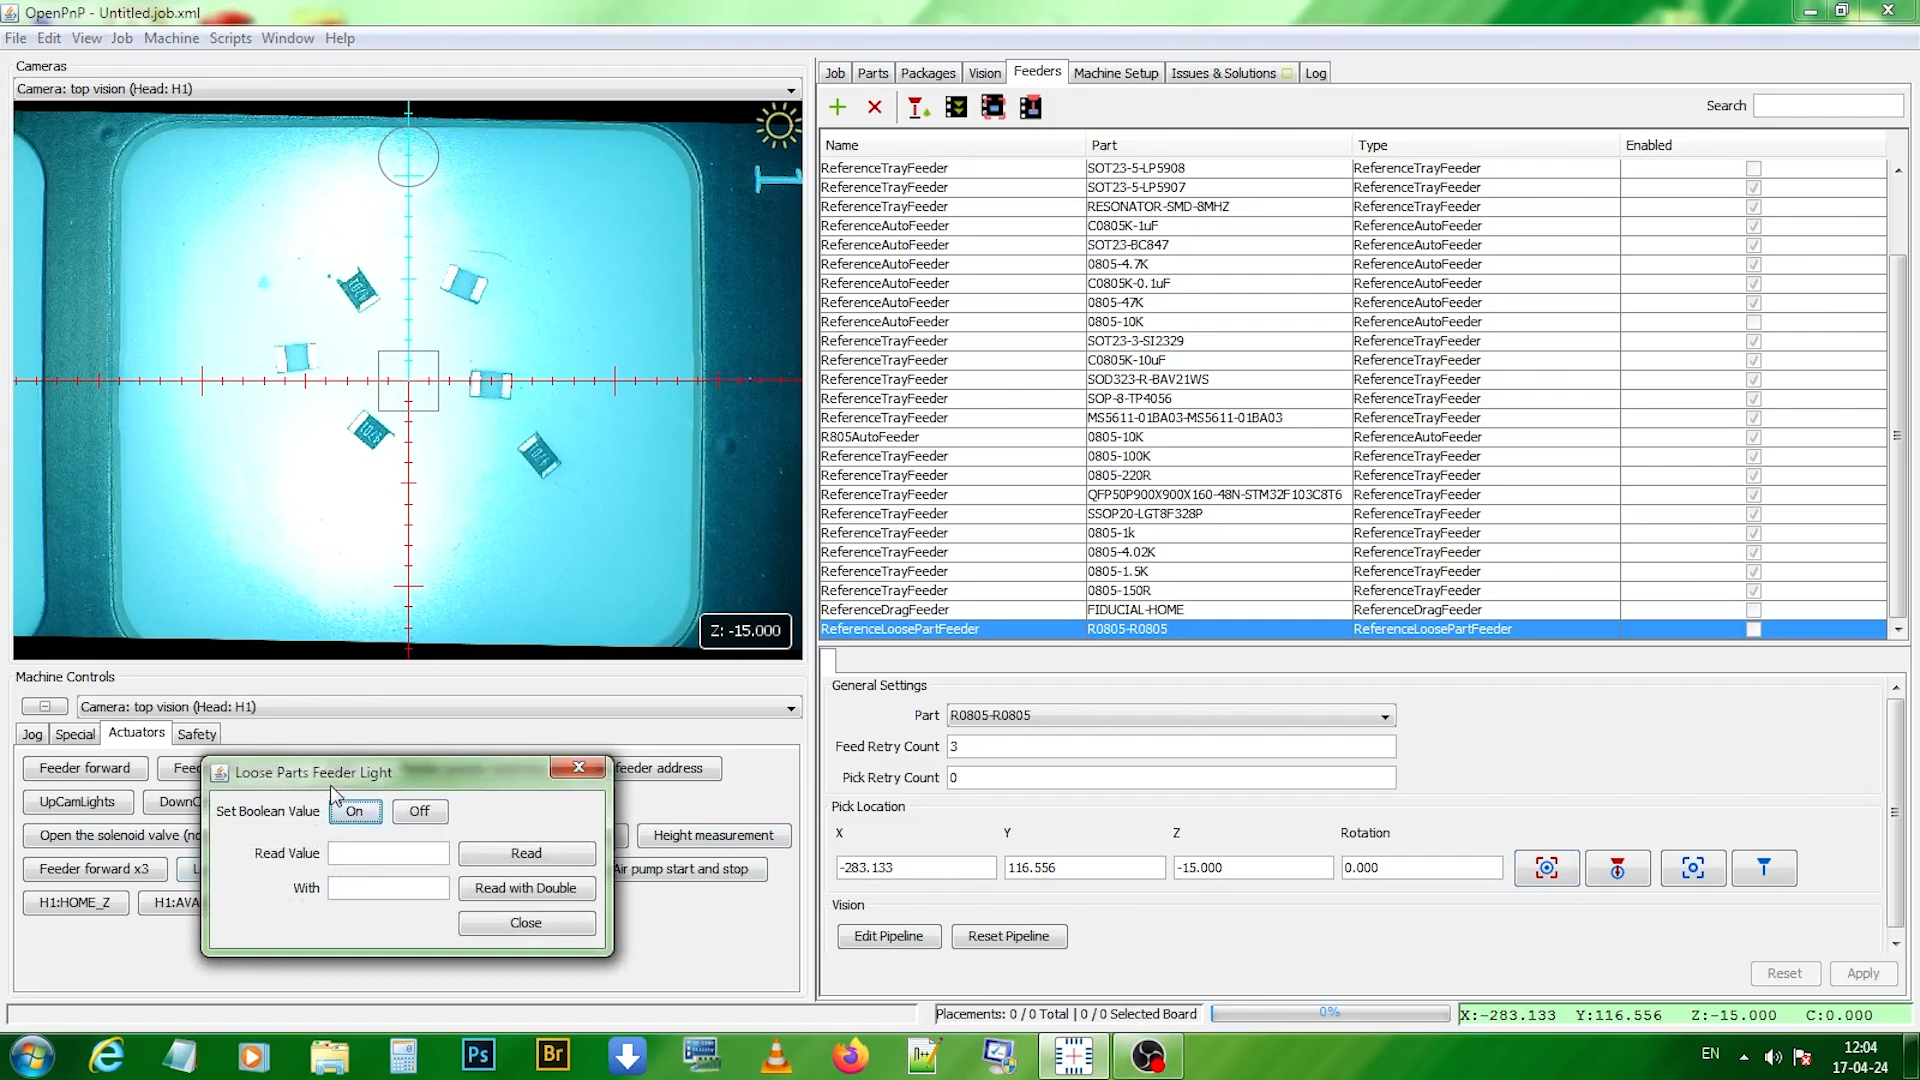 OpenPnP - Untitled.job.xml
File Edit View Job Machine Scripts Window Help
Cameras
Camera: top vision (Head: H1)
Z: -15.000
Machine Controls
Camera: top vision (Head: H1)
Jog Special Actuators Safety
Feeder forward feeder address
UpCamLights
Open the solenoid valve Height measurement
Feeder forward x3 Air pump start and stop
H1:HOME_Z
Loose Parts Feeder Light
Set Boolean Value On Off
Read Value Read
With Read with Double
Close
Job Parts Packages Vision Feeders Machine Setup Issues & Solutions Log
Search
Name Part Type Enabled
ReferenceTrayFeeder SOT23-5-LP5908 ReferenceTrayFeeder
ReferenceTrayFeeder SOT23-5-LP5907 ReferenceTrayFeeder
ReferenceTrayFeeder RESONATOR-SMD-8MHZ ReferenceTrayFeeder
ReferenceAutoFeeder C0805K-1uF ReferenceAutoFeeder
ReferenceAutoFeeder SOT23-BC847 ReferenceAutoFeeder
ReferenceAutoFeeder 0805-4.7K ReferenceAutoFeeder
ReferenceAutoFeeder C0805K-0.1uF ReferenceAutoFeeder
ReferenceAutoFeeder 0805-47K ReferenceAutoFeeder
ReferenceAutoFeeder 0805-10K ReferenceAutoFeeder
ReferenceAutoFeeder SOT23-3-SI2329 ReferenceAutoFeeder
ReferenceAutoFeeder C0805K-10uF ReferenceAutoFeeder
ReferenceAutoFeeder SOD323-R-BAV21WS ReferenceAutoFeeder
ReferenceTrayFeeder SOP-8-TP4056 ReferenceTrayFeeder
ReferenceTrayFeeder MS5611-01BA03-MS5611-01BA03 ReferenceTrayFeeder
R805AutoFeeder 0805-10K ReferenceAutoFeeder
ReferenceTrayFeeder 0805-100K ReferenceTrayFeeder
ReferenceTrayFeeder 0805-220R ReferenceTrayFeeder
ReferenceTrayFeeder QFP50P900X900X160-48N-STM32F103C8T6 ReferenceTrayFeeder
ReferenceTrayFeeder SSOP20-LGT8F328P ReferenceTrayFeeder
ReferenceTrayFeeder 0805-1k ReferenceTrayFeeder
ReferenceTrayFeeder 0805-4.02K ReferenceTrayFeeder
ReferenceTrayFeeder 0805-1.5K ReferenceTrayFeeder
ReferenceTrayFeeder 0805-150R ReferenceTrayFeeder
ReferenceDragFeeder FIDUCIAL-HOME ReferenceDragFeeder
ReferenceLoosePartFeeder R0805-R0805 ReferenceLoosePartFeeder
General Settings
Part R0805-R0805
Feed Retry Count 3
Pick Retry Count 0
Pick Location
X Y Z Rotation
-283.133 116.556 -15.000 0.000
Vision
Edit Pipeline Reset Pipeline
Reset Apply
Placements: 0 / 0 Total | 0 / 0 Selected Board 0% X:-283.133 Y:116.556 Z:-15.000 C:0.000
Ps Br EN 12:04
17-04-24